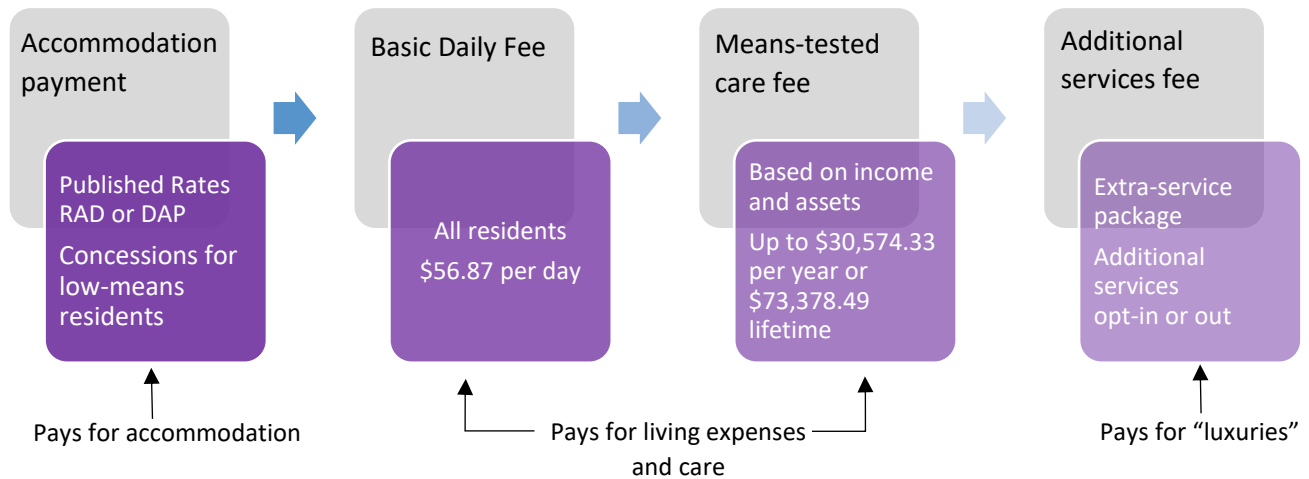 Accommodation
payment
Published Rates
RAD or DAP
Concessions for
low-means
residents
Pays for accommodation
Basic Daily Fee
All residents
$56.87 per day
Means-tested
care fee
Based on income
and assets
Up to $30,574.33
per year or
$73,378.49
lifetime
Pays for living expenses
and care
Additional
services fee
Extra-service
package
Additional
services
opt-in or out
Pays for “luxuries”